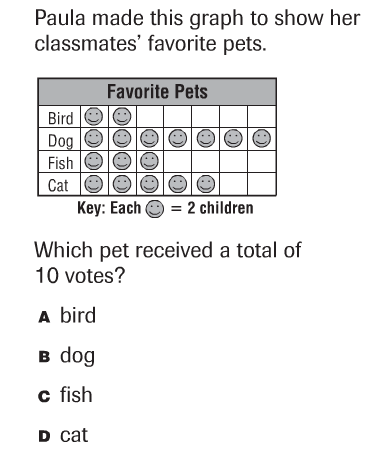 Paula made this graph to show her
classmates' favorite pets.
Favorite Pets
Bird
Dog
Fish
Cat
Key: Each = 2 children
Which pet received a total of
10 votes?
A bird
B dog
C fish
D cat